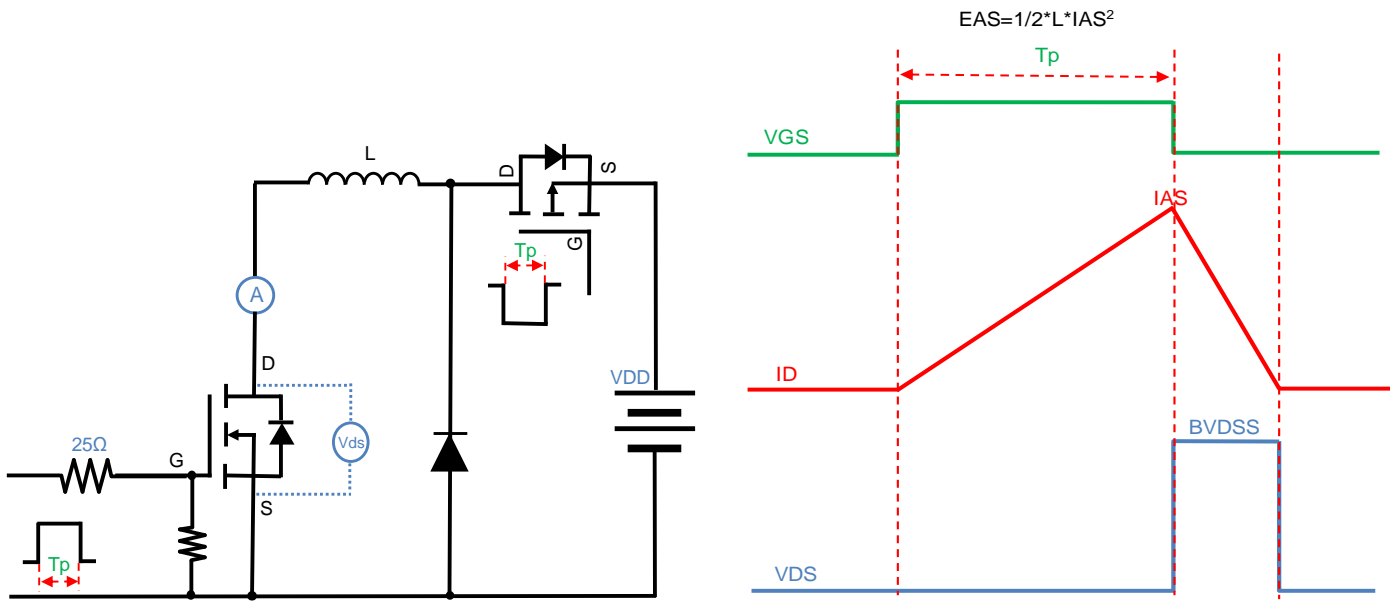 L
D
S
G
Tp
A
D
VDD
Vds
25Ω
G
S
Tp
EAS=1/2*L*IAS²
Tp
VGS
IAS
ID
BVDSS
VDS